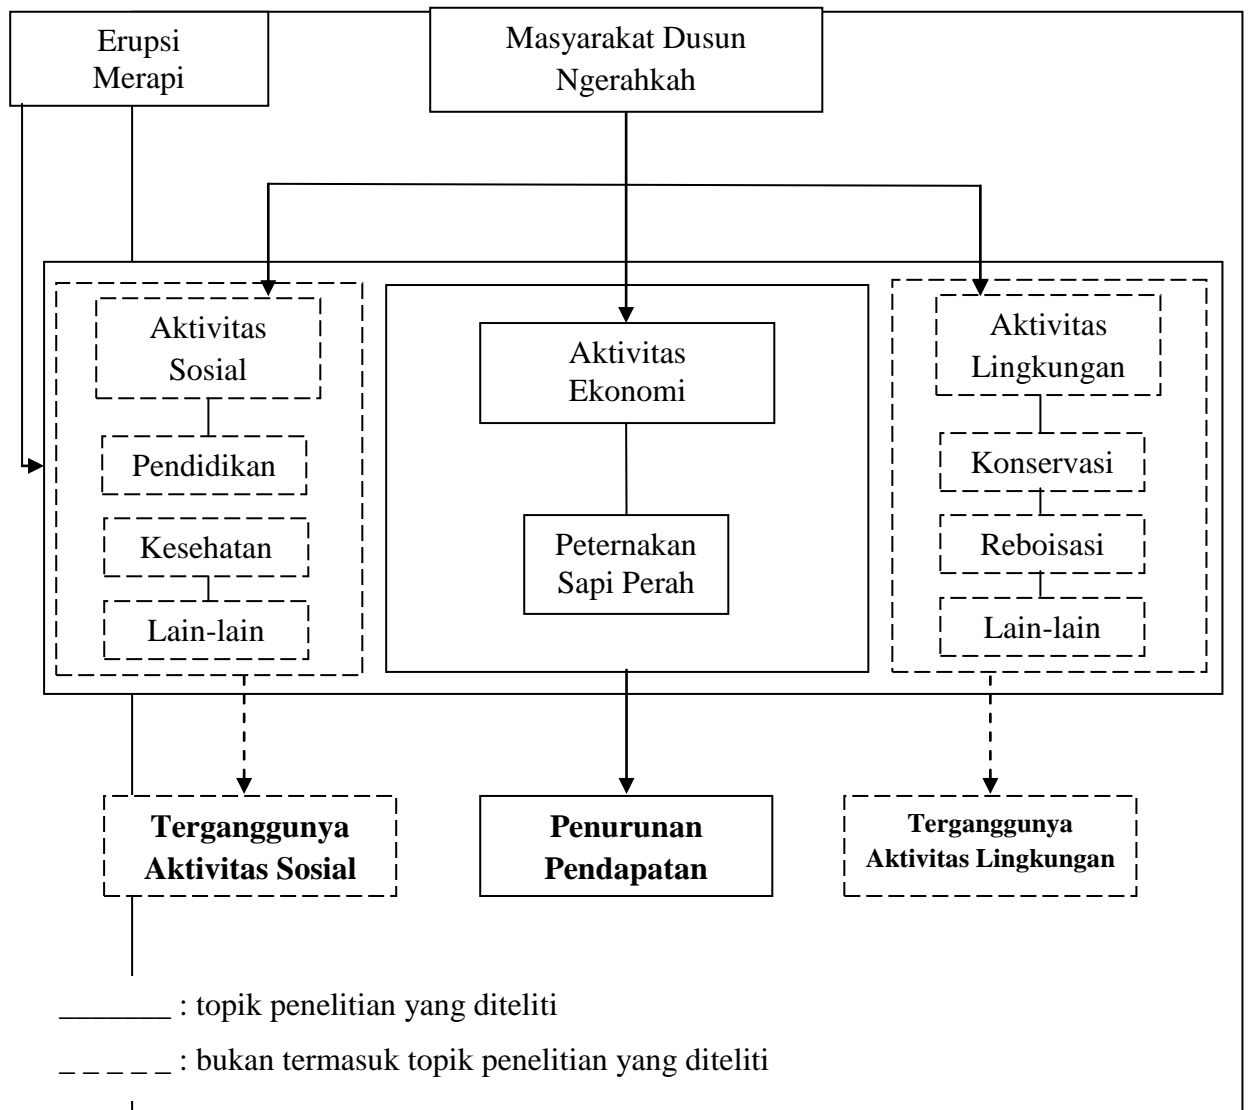 Erupsi
Merapi
Masyarakat Dusun
Ngerahkah
Aktivitas
Sosial
Pendidikan
Kesehatan
Lain-lain
Aktivitas
Ekonomi
Peternakan
Sapi Perah
Aktivitas
Lingkungan
Konservasi
Reboisasi
Lain-lain
Terganggunya
Aktivitas Sosial
Penurunan
Pendapatan
Terganggunya
Aktivitas Lingkungan
_______ : topik penelitian yang diteliti
_ _ _ _ _ : bukan termasuk topik penelitian yang diteliti